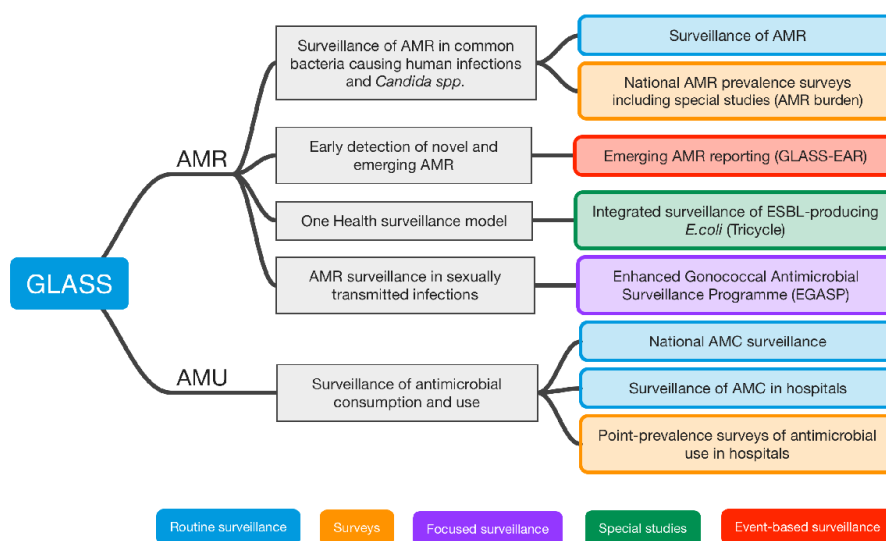 Surveillance of AMR in common
bacteria causing human infections
and Candida spp.
Surveillance of AMR
National AMR prevalence surveys
including special studies (AMR burden)
AMR
Early detection of novel and
emerging AMR
Emerging AMR reporting (GLASS-EAR)
One Health surveillance model
Integrated surveillance of ESBL-producing
E.coli (Tricycle)
GLASS
AMR surveillance in sexually
transmitted infections
Enhanced Gonococcal Antimicrobial
Surveillance Programme (EGASP)
AMU
Surveillance of antimicrobial
consumption and use
National AMC surveillance
Surveillance of AMC in hospitals
Point-prevalence surveys of antimicrobial
use in hospitals
Routine surveillance
Surveys
Focused surveillance
Special studies
Event-based surveillance